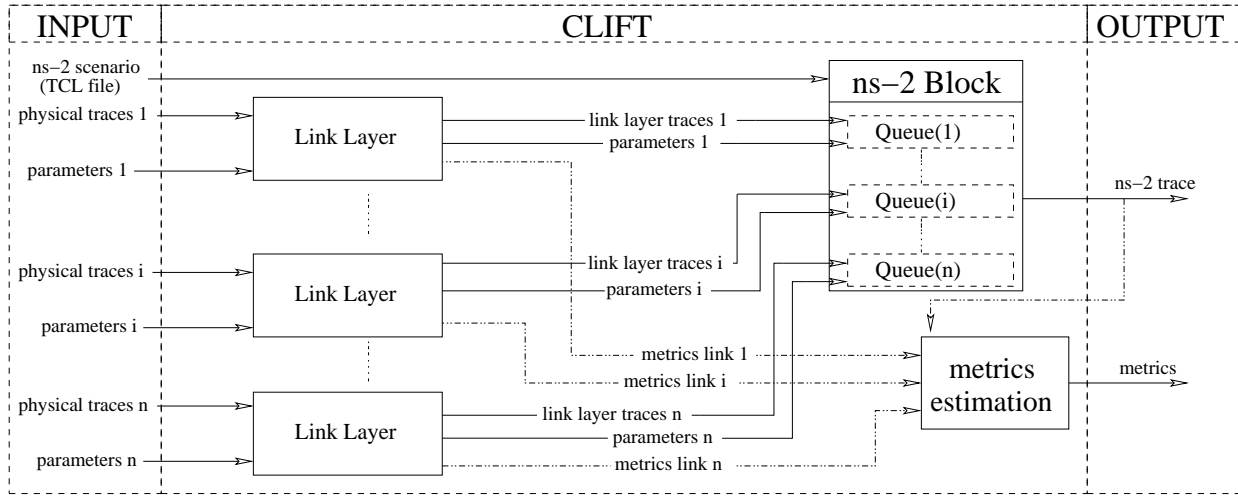 INPUT
CLIFT
OUTPUT
ns-2 scenario
(TCL file)
physical traces 1
parameters 1
Link Layer
link layer traces 1
parameters 1
ns-2 Block
Queue(1)
Queue(i)
Queue(n)
ns-2 trace
physical traces i
parameters i
Link Layer
link layer traces i
parameters i
metrics link 1
metrics link i
metrics
estimation
metrics
physical traces n
parameters n
Link Layer
link layer traces n
parameters n
metrics link n